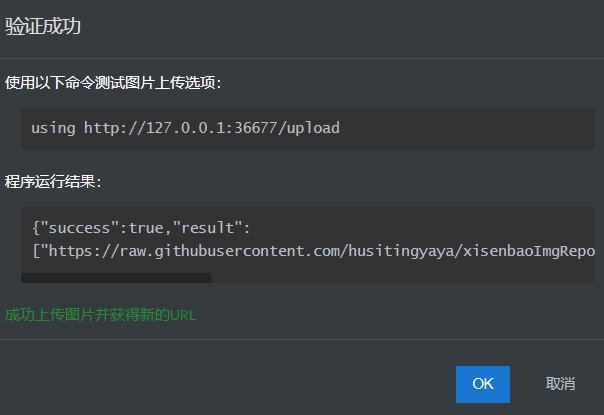 验证成功
使用以下命令测试图片上传选项：
using http://127.0.0.1:36677/upload
程序运行结果：
{"success":true,"result":
["https://raw.githubusercontent.com/husitingyaya/xisenbaoImgRepo
成功上传图片并获得新的URL
OK 取消